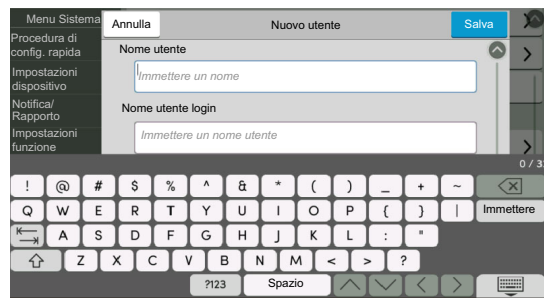 Menu Sistema
Annulla
Nuovo utente
Salva
Procedura di
config. rapida
Nome utente
Immettere un nome
Impostazioni
dispositivo
Notifica/
Rapporto
Nome utente login
Impostazioni
funzione
Immettere un nome utente
0 / 3
! @ # $ % ^ & * ( ) _ + ~
Q W E R T Y U I O P { } | Immettere
A S D F G H J K L : "
Z X C V B N M < > ?
?123 Spazio